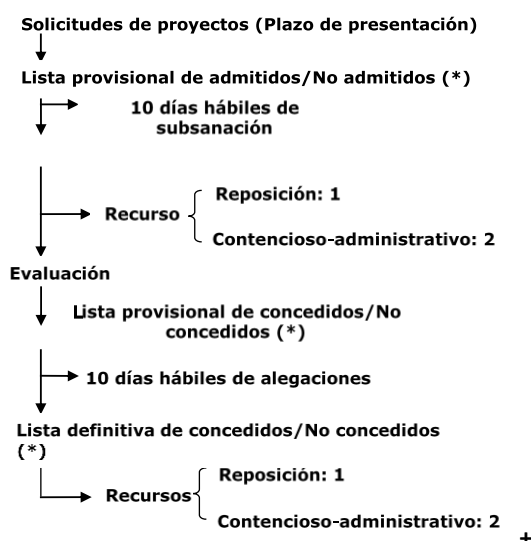 Solicitudes de proyectos (Plazo de presentación)
Lista provisional de admitidos/No admitidos (*)
10 días hábiles de
subsanación
Reposición: 1
Recurso
Contencioso-administrativo: 2
Evaluación
Lista provisional de concedidos/No
concedidos (*)
10 días hábiles de alegaciones
Lista definitiva de concedidos/No concedidos
(*)
Reposición: 1
Recursos
Contencioso-administrativo: 2